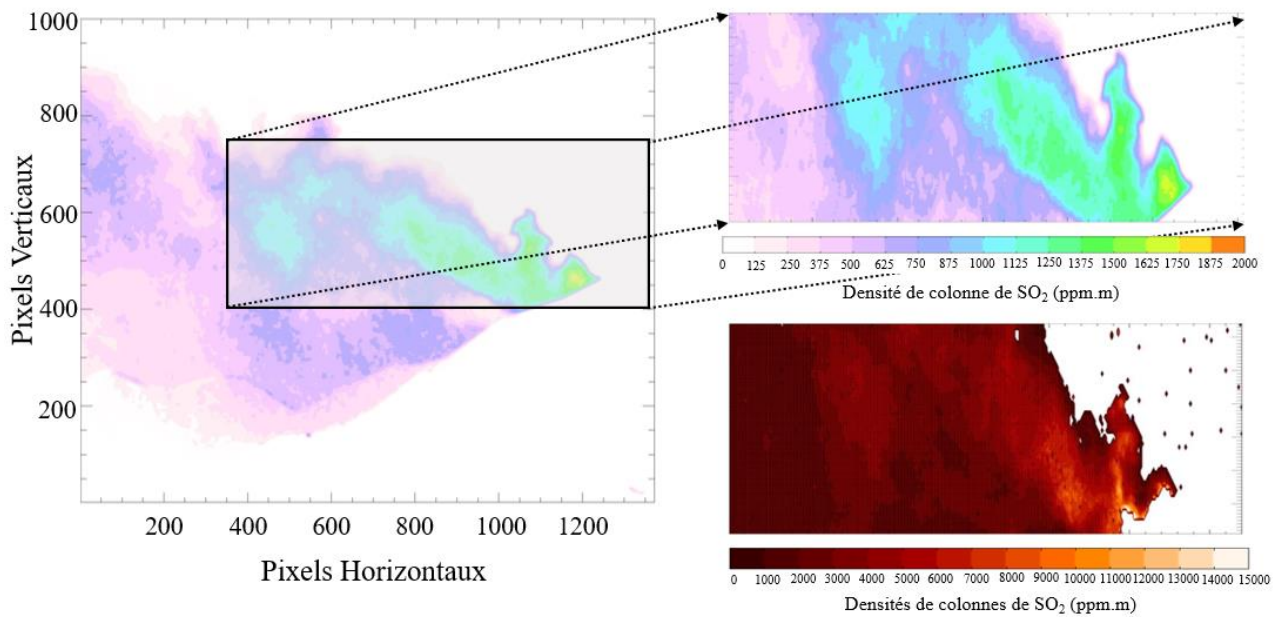 1000
800
600
400
200
Pixels Verticaux
200 400 600 800 1000 1200
Pixels Horizontaux
0 125 250 375 500 625 750 875 1000 1125 1250 1375 1500 1625 1750 1875 2000
Densité de colonne de SO₂ (ppm.m)
0 1000 2000 3000 4000 5000 6000 7000 8000 9000 10000 11000 12000 13000 14000 15000
Densités de colonnes de SO₂ (ppm.m)